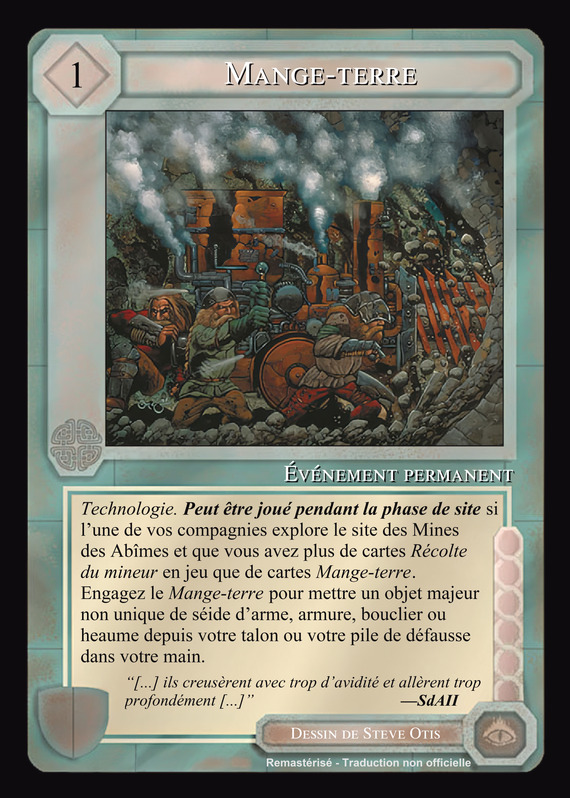 1
Mange-terre
Événement permanent
Technologie. Peut être joué pendant la phase de site si
l'une de vos compagnies explore le site des Mines
des Abîmes et que vous avez plus de cartes Récolte
du mineur en jeu que de cartes Mange-terre.
Engagez le Mange-terre pour mettre un objet majeur
non unique de séide d'arme, armure, bouclier ou
heaume depuis votre talon ou votre pile de défausse
dans votre main.
“[...] ils creusèrent avec trop d'avidité et allèrent trop
profondément [...]” —SdAII
Dessin de Steve Otis
Remastérisé - Traduction non officielle